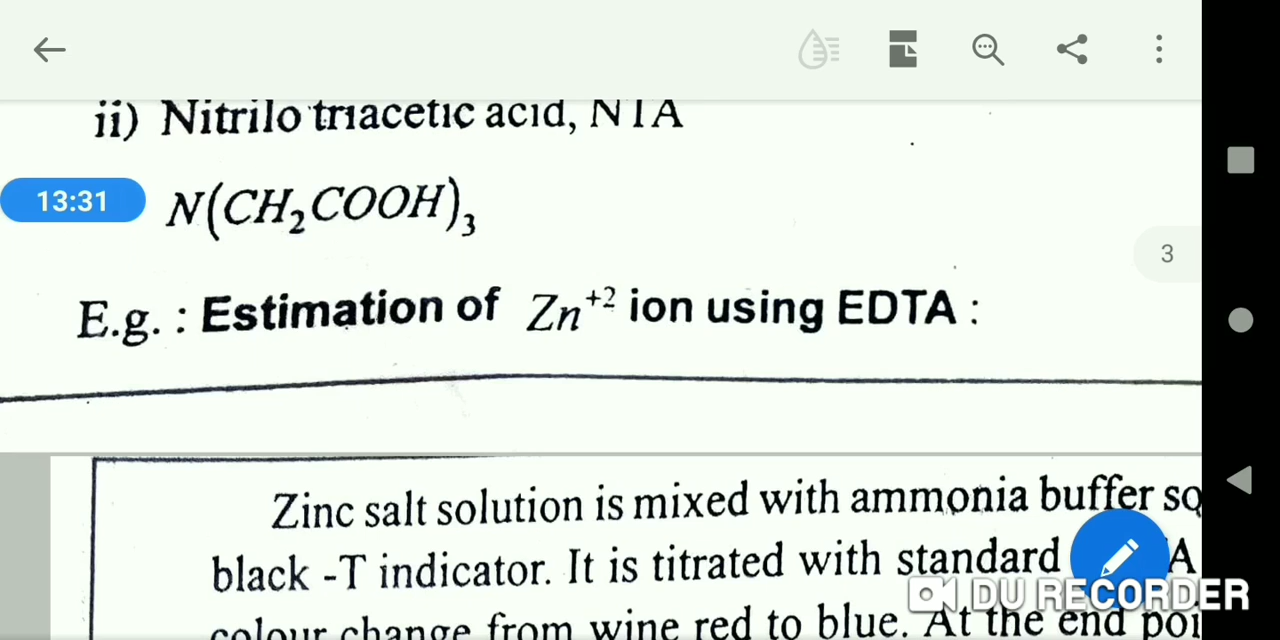 ii) Nitrilo triacetic acid, NTA
13:31
N(CH₂COOH)₃
3
E.g. : Estimation of Zn⁺² ion using EDTA :
Zinc salt solution is mixed with ammonia buffer
black -T indicator. It is titrated with standard
colour change from wine red to blue. At the end
DU RECORDER